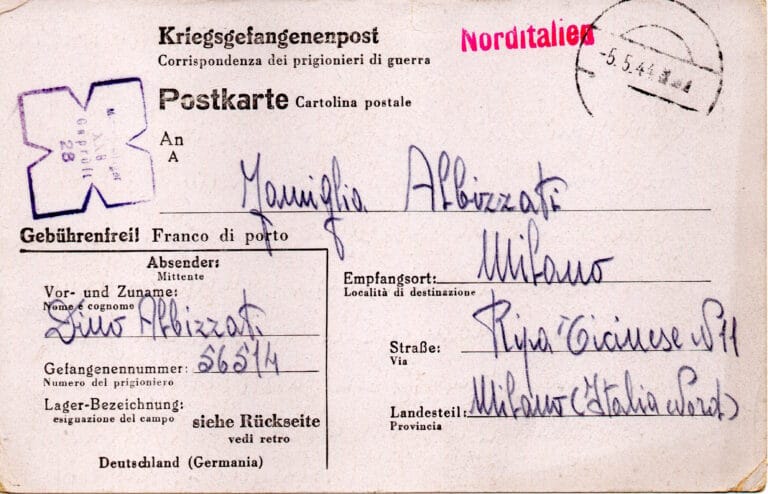 Kriegsgefangenenpost
Corrispondenza dei prigionieri di guerra
Norditalien
-5.5.44
Postkarte Cartolina postale
Geprüft
28
An
A
Famiglia Albizzati
Gebührenfrei! Franco di porto
Absender:
Mittente
Vor- und Zuname:
Nome e cognome
Dino Albizzati
Gefangenennummer: 56514
Numero del prigioniero
Lager-Bezeichnung:
esignazione del campo
siehe Rückseite
vedi retro
Deutschland (Germania)
Empfangsort: Milano
Località di destinazione
Straße: Ripa Ticinese N 11
Via
Landesteil: Milano (Italia Nord)
Provincia